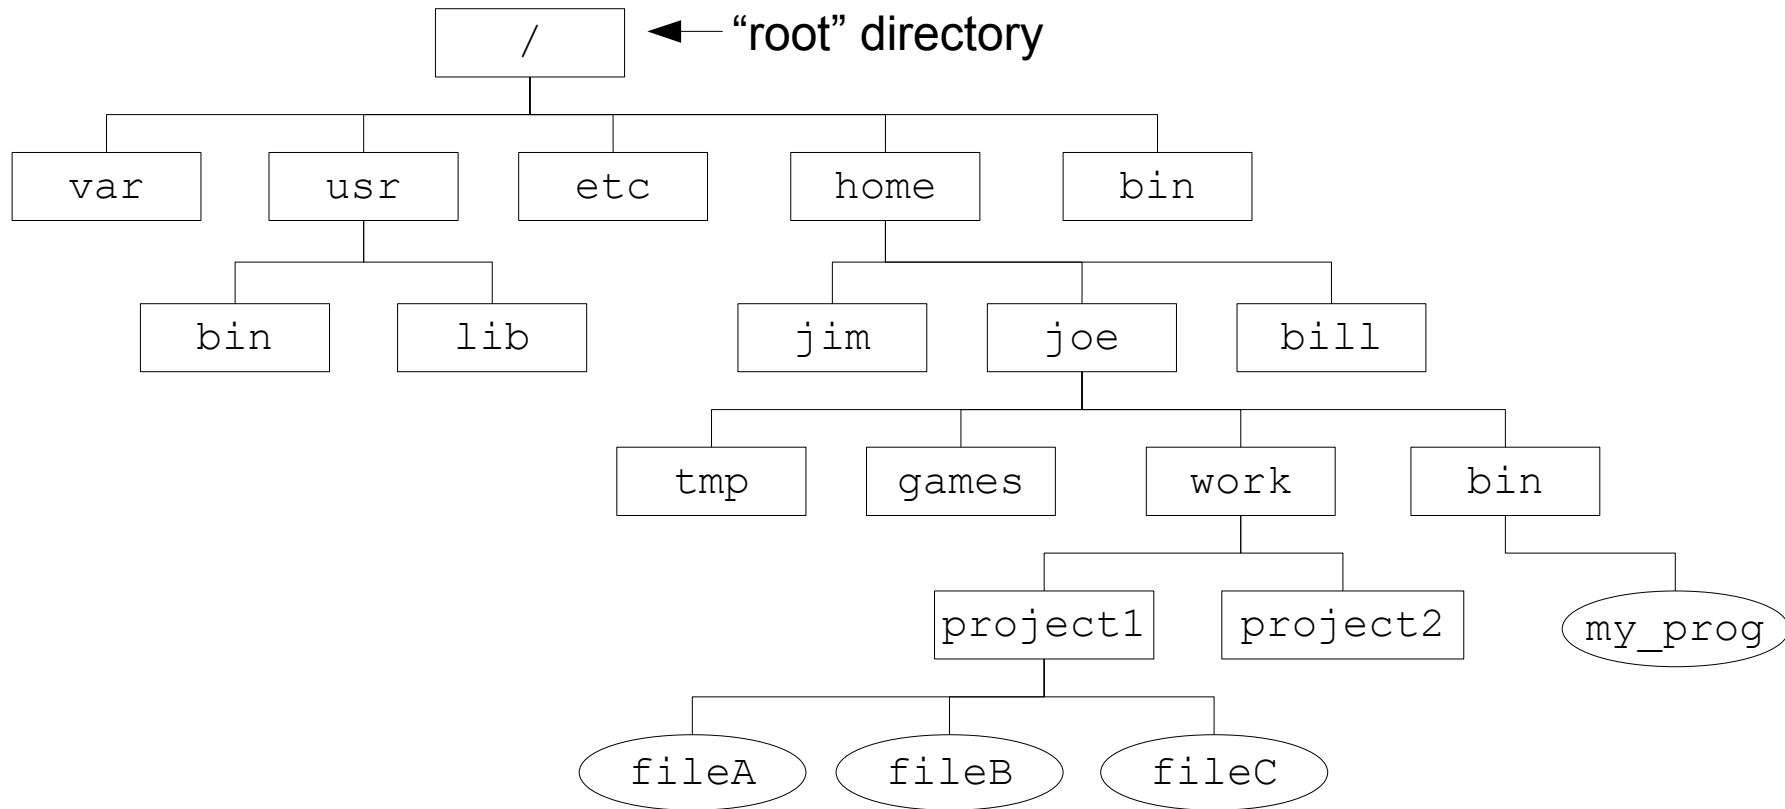 / “root” directory
var usr etc home bin
bin lib jim joe bill
tmp games work bin
project1 project2 my_prog
fileA fileB fileC